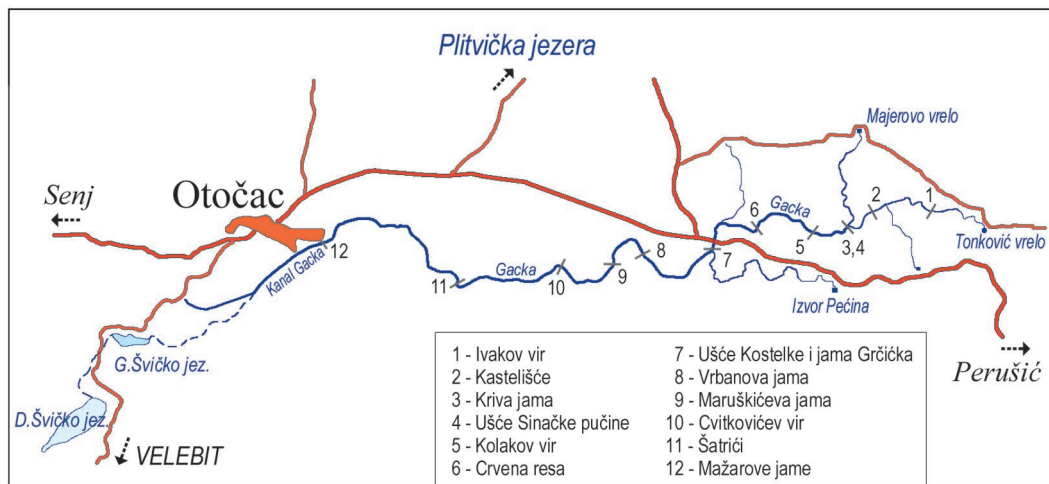 Plitvička jezera
Majerovo vrelo
Senj
Otočac
Gacka
6
2
1
5
3,4
Tonković vrelo
12
Kanal Gacka
Gacka
8
7
9
11
10
Izvor Pećina
G.Švičko jez.
D.Švičko jez.
VELEBIT
Perušić
1 - Ivakov vir
2 - Kastelišće
3 - Kriva jama
4 - Ušće Sinačke pučine
5 - Kolakov vir
6 - Crvena resa
7 - Ušće Kostelke i jama Grčićka
8 - Vrbanova jama
9 - Maruškićeva jama
10 - Cvitkovićev vir
11 - Šatrići
12 - Mažarove jame